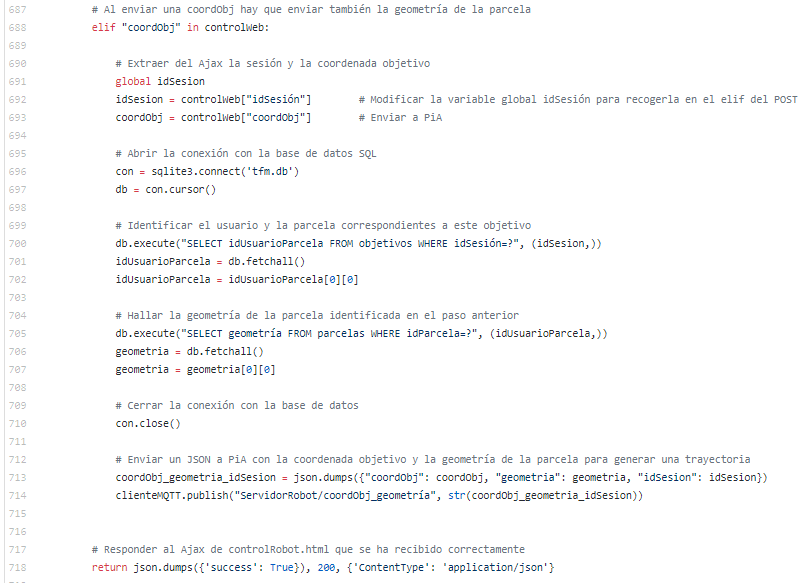 687 # Al enviar una coordObj hay que enviar también la geometría de la parcela
688 elif "coordObj" in controlWeb:
689
690 # Extraer del Ajax la sesión y la coordenada objetivo
691 global idSesion
692 idSesion = controlWeb["idSesión"] # Modificar la variable global idSesión para recogerla en el elif del POST
693 coordObj = controlWeb["coordObj"] # Enviar a PiA
694
695 # Abrir la conexión con la base de datos SQL
696 con = sqlite3.connect('tfm.db')
697 db = con.cursor()
698
699 # Identificar el usuario y la parcela correspondientes a este objetivo
700 db.execute("SELECT idUsuarioParcela FROM objetivos WHERE idSesión=?", (idSesion,))
701 idUsuarioParcela = db.fetchall()
702 idUsuarioParcela = idUsuarioParcela[0][0]
703
704 # Hallar la geometría de la parcela identificada en el paso anterior
705 db.execute("SELECT geometría FROM parcelas WHERE idParcela=?", (idUsuarioParcela,))
706 geometria = db.fetchall()
707 geometria = geometria[0][0]
708
709 # Cerrar la conexión con la base de datos
710 con.close()
711
712 # Enviar un JSON a PiA con la coordenada objetivo y la geometría de la parcela para generar una trayectoria
713 coordObj_geometria_idSesion = json.dumps({"coordObj": coordObj, "geometria": geometria, "idSesion": idSesion})
714 clienteMQTT.publish("ServidorRobot/coordObj_geometría", str(coordObj_geometria_idSesion))
715
716
717 # Responder al Ajax de controlRobot.html que se ha recibido correctamente
718 return json.dumps({'success': True}), 200, {'ContentType': 'application/json'}